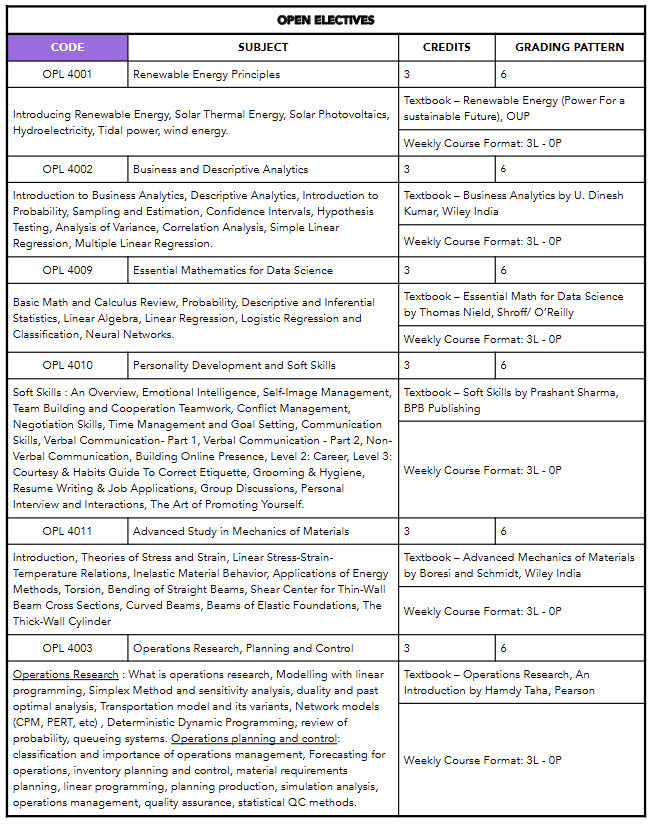 OPEN ELECTIVES
CODE SUBJECT CREDITS GRADING PATTERN
OPL 4001 Renewable Energy Principles 3 6
Introducing Renewable Energy, Solar Thermal Energy, Solar Photovoltaics,
Hydroelectricity, Tidal power, wind energy.
Textbook – Renewable Energy (Power For a
sustainable Future), OUP
Weekly Course Format: 3L - 0P
OPL 4002 Business and Descriptive Analytics 3 6
Introduction to Business Analytics, Descriptive Analytics, Introduction to
Probability, Sampling and Estimation, Confidence Intervals, Hypothesis
Testing, Analysis of Variance, Correlation Analysis, Simple Linear
Regression, Multiple Linear Regression.
Textbook – Business Analytics by U. Dinesh
Kumar, Wiley India
Weekly Course Format: 3L - 0P
OPL 4009 Essential Mathematics for Data Science 3 6
Basic Math and Calculus Review, Probability, Descriptive and Inferential
Statistics, Linear Algebra, Linear Regression, Logistic Regression and
Classification, Neural Networks.
Textbook – Essential Math for Data Science
by Thomas Nield, Shroff/ O’Reilly
Weekly Course Format: 3L - 0P
OPL 4010 Personality Development and Soft Skills 3 6
Soft Skills : An Overview, Emotional Intelligence, Self-Image Management,
Team Building and Cooperation Teamwork, Conflict Management,
Negotiation Skills, Time Management and Goal Setting, Communication
Skills, Verbal Communication- Part 1, Verbal Communication - Part 2, Non-
Verbal Communication, Building Online Presence, Level 2: Career, Level 3:
Courtesy & Habits Guide To Correct Etiquette, Grooming & Hygiene,
Resume Writing & Job Applications, Group Discussions, Personal
Interview and Interactions, The Art of Promoting Yourself.
Textbook – Soft Skills by Prashant Sharma,
BPB Publishing
Weekly Course Format: 3L - 0P
OPL 4011 Advanced Study in Mechanics of Materials 3 6
Introduction, Theories of Stress and Strain, Linear Stress-Strain-
Temperature Relations, Inelastic Material Behavior, Applications of Energy
Methods, Torsion, Bending of Straight Beams, Shear Center for Thin-Wall
Beam Cross Sections, Curved Beams, Beams of Elastic Foundations, The
Thick-Wall Cylinder
Textbook – Advanced Mechanics of Materials
by Boresi and Schmidt, Wiley India
Weekly Course Format: 3L - 0P
OPL 4003 Operations Research, Planning and Control 3 6
Operations Research : What is operations research, Modelling with linear
programming, Simplex Method and sensitivity analysis, duality and past
optimal analysis, Transportation model and its variants, Network models
(CPM, PERT, etc) , Deterministic Dynamic Programming, review of
probability, queueing systems. Operations planning and control:
classification and importance of operations management, Forecasting for
operations, inventory planning and control, material requirements
planning, linear programming, planning production, simulation analysis,
operations management, quality assurance, statistical QC methods.
Textbook – Operations Research, An
Introduction by Hamdy Taha, Pearson
Weekly Course Format: 3L - 0P